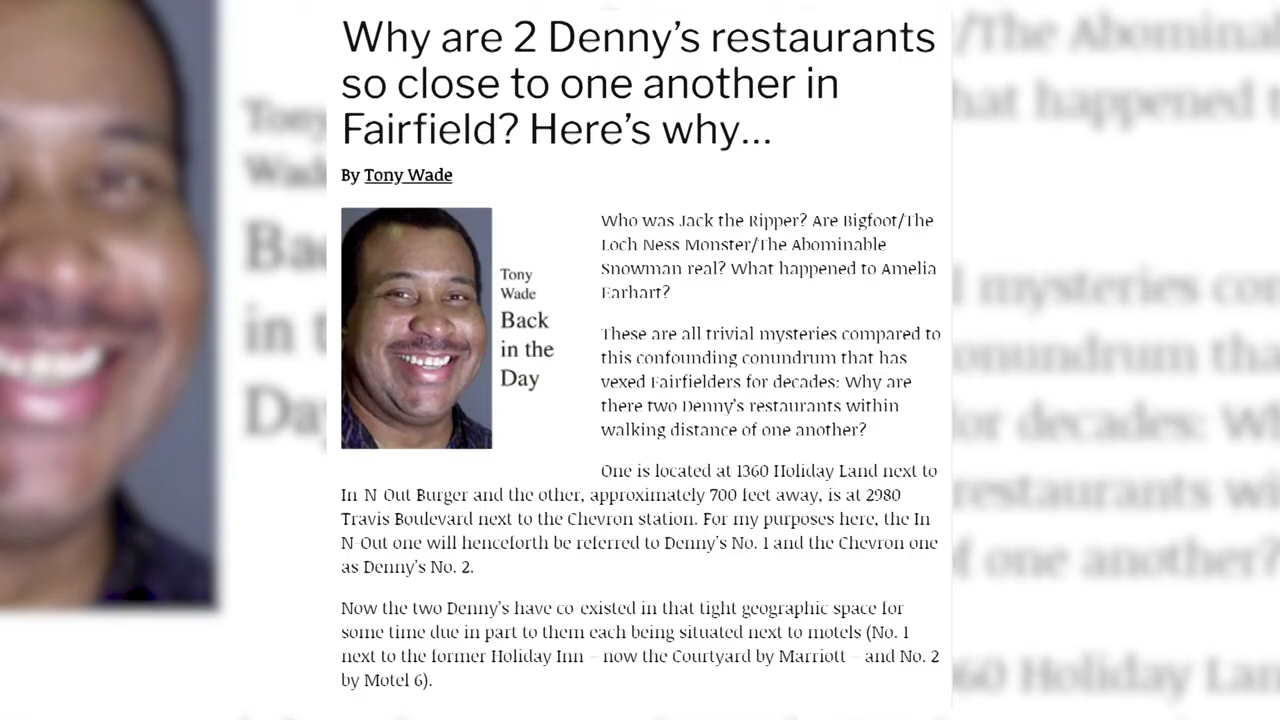 Why are 2 Denny's restaurants
so close to one another in
Fairfield? Here's why...
By Tony Wade
Tony
Wade
Back
in the
Day
Who was Jack the Ripper? Are Bigfoot/The
Loch Ness Monster/The Abominable
Snowman real? What happened to Amelia
Earhart?
These are all trivial mysteries compared to
this confounding conundrum that has
vexed Fairfielders for decades: Why are
there two Denny's restaurants within
walking distance of one another?
One is located at 1360 Holiday Land next to
In-N-Out Burger and the other, approximately 700 feet away, is at 2980
Travis Boulevard next to the Chevron station. For my purposes here, the In
N-Out one will henceforth be referred to Denny's No. 1 and the Chevron one
as Denny's No. 2.
Now the two Denny's have co-existed in that tight geographic space for
some time due in part to them each being situated next to motels (No. 1
next to the former Holiday Inn – now the Courtyard by Marriott – and No. 2
by Motel 6).